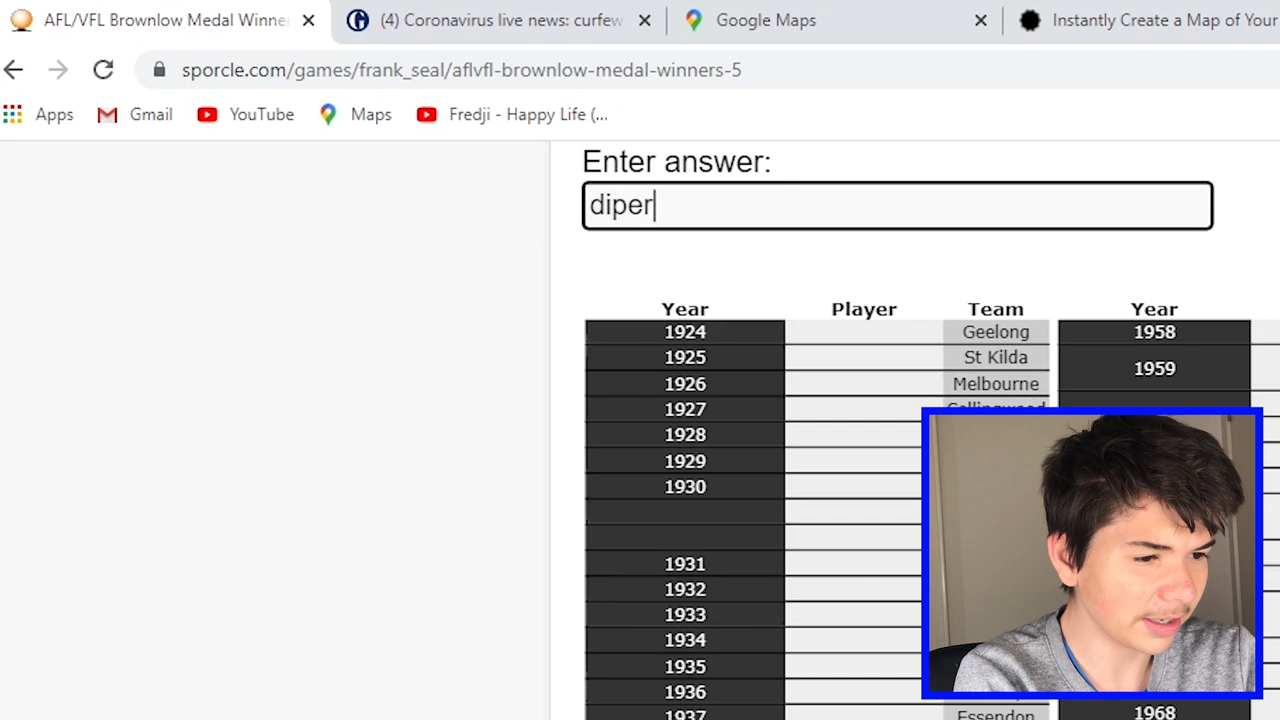 AFL/VFL Brownlow Medal Winne
(4) Coronavirus live news: curfew
Google Maps
Instantly Create a Map of Your
sporcle.com/games/frank_seal/aflvfl-brownlow-medal-winners-5
Apps
Gmail
YouTube
Maps
Fredji - Happy Life (...
Enter answer:
diper
Year Player Team Year
1924 Geelong 1958
1925 St Kilda 1959
1926 Melbourne
1927 Collingwood
1928
1929
1930
1931
1932
1933
1934
1935
1936
1937 Essendon 1968